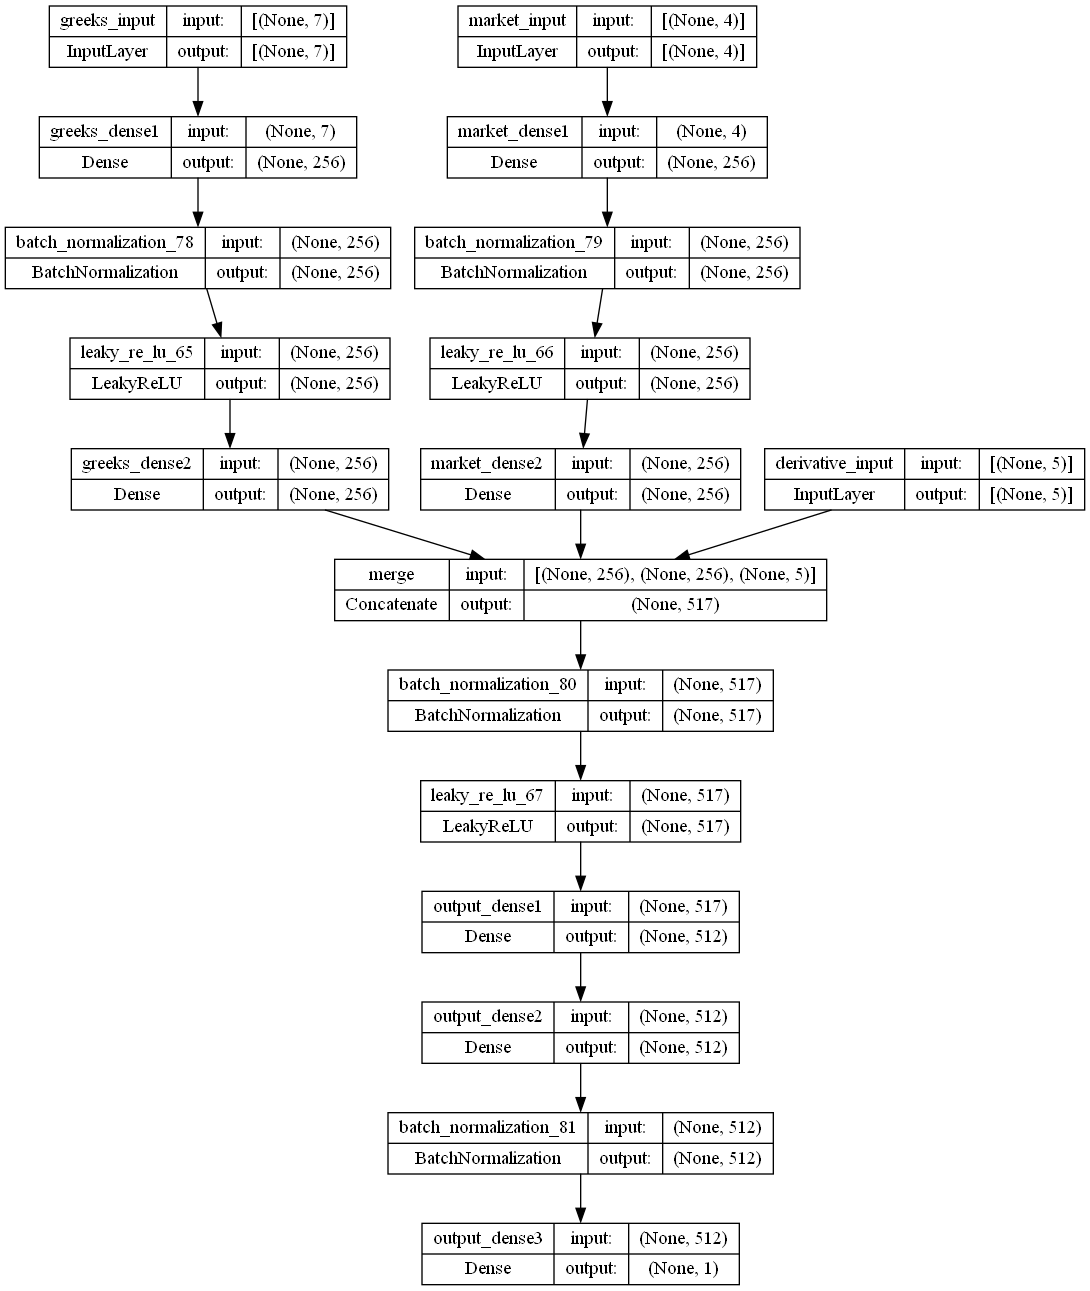 greeks_input input: [(None, 7)]
InputLayer output: [(None, 7)]
market_input input: [(None, 4)]
InputLayer output: [(None, 4)]
greeks_dense1 input: (None, 7)
Dense output: (None, 256)
market_dense1 input: (None, 4)
Dense output: (None, 256)
batch_normalization_78 input: (None, 256)
BatchNormalization output: (None, 256)
batch_normalization_79 input: (None, 256)
BatchNormalization output: (None, 256)
leaky_re_lu_65 input: (None, 256)
LeakyReLU output: (None, 256)
leaky_re_lu_66 input: (None, 256)
LeakyReLU output: (None, 256)
greeks_dense2 input: (None, 256)
Dense output: (None, 256)
market_dense2 input: (None, 256)
Dense output: (None, 256)
derivative_input input: [(None, 5)]
InputLayer output: [(None, 5)]
merge input: [(None, 256), (None, 256), (None, 5)]
Concatenate output: (None, 517)
batch_normalization_80 input: (None, 517)
BatchNormalization output: (None, 517)
leaky_re_lu_67 input: (None, 517)
LeakyReLU output: (None, 517)
output_dense1 input: (None, 517)
Dense output: (None, 512)
output_dense2 input: (None, 512)
Dense output: (None, 512)
batch_normalization_81 input: (None, 512)
BatchNormalization output: (None, 512)
output_dense3 input: (None, 512)
Dense output: (None, 1)